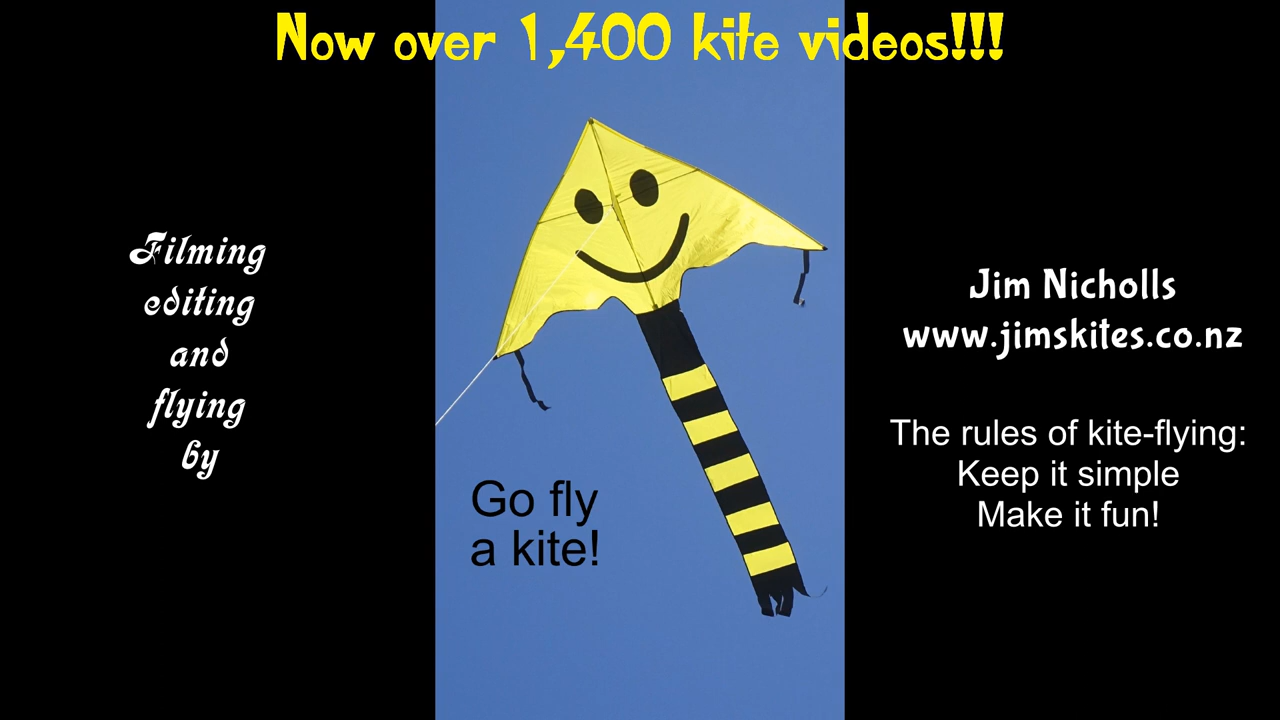 Now over 1,400 kite videos!!!
Filming
editing
and
flying
by
Jim Nicholls
www.jimskites.co.nz
The rules of kite-flying:
Keep it simple
Make it fun!
Go fly
a kite!